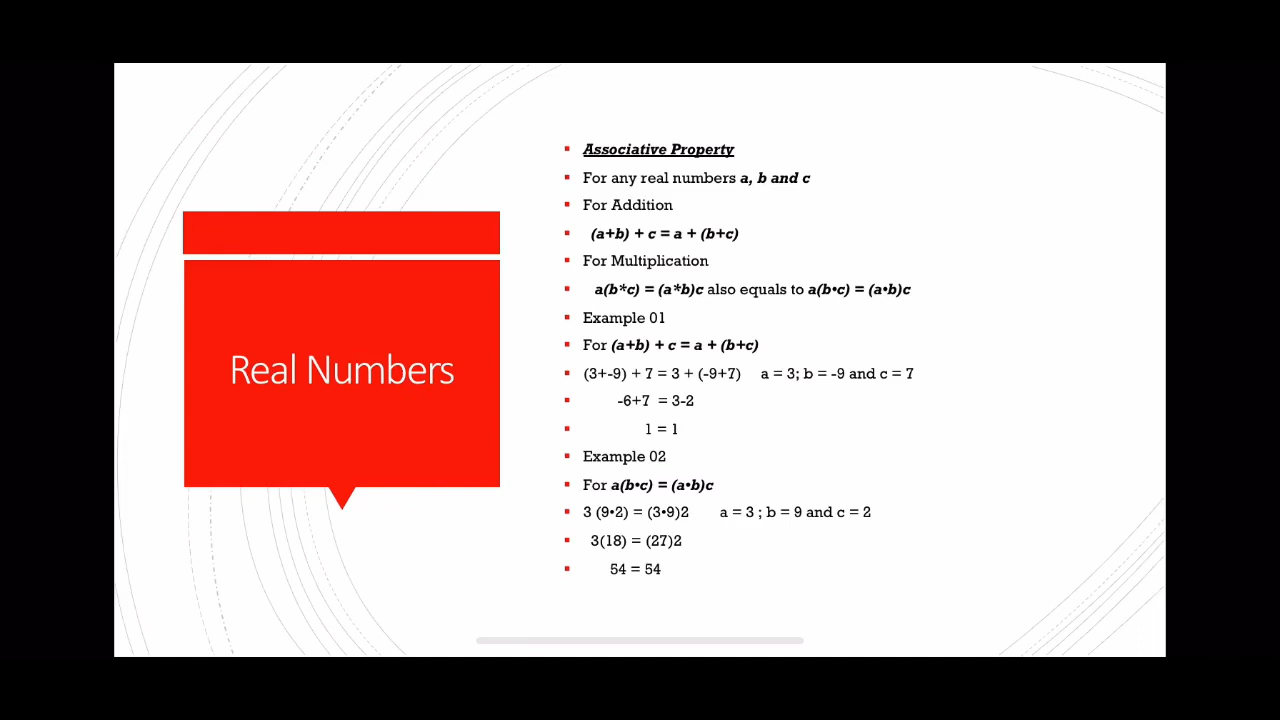 Real Numbers
Associative Property
For any real numbers a, b and c
For Addition
(a+b) + c = a + (b+c)
For Multiplication
a(b*c) = (a*b)c also equals to a(b•c) = (a•b)c
Example 01
For (a+b) + c = a + (b+c)
(3+-9) + 7 = 3 + (-9+7) a = 3; b = -9 and c = 7
-6+7 = 3-2
1 = 1
Example 02
For a(b•c) = (a•b)c
3 (9•2) = (3•9)2 a = 3 ; b = 9 and c = 2
3(18) = (27)2
54 = 54